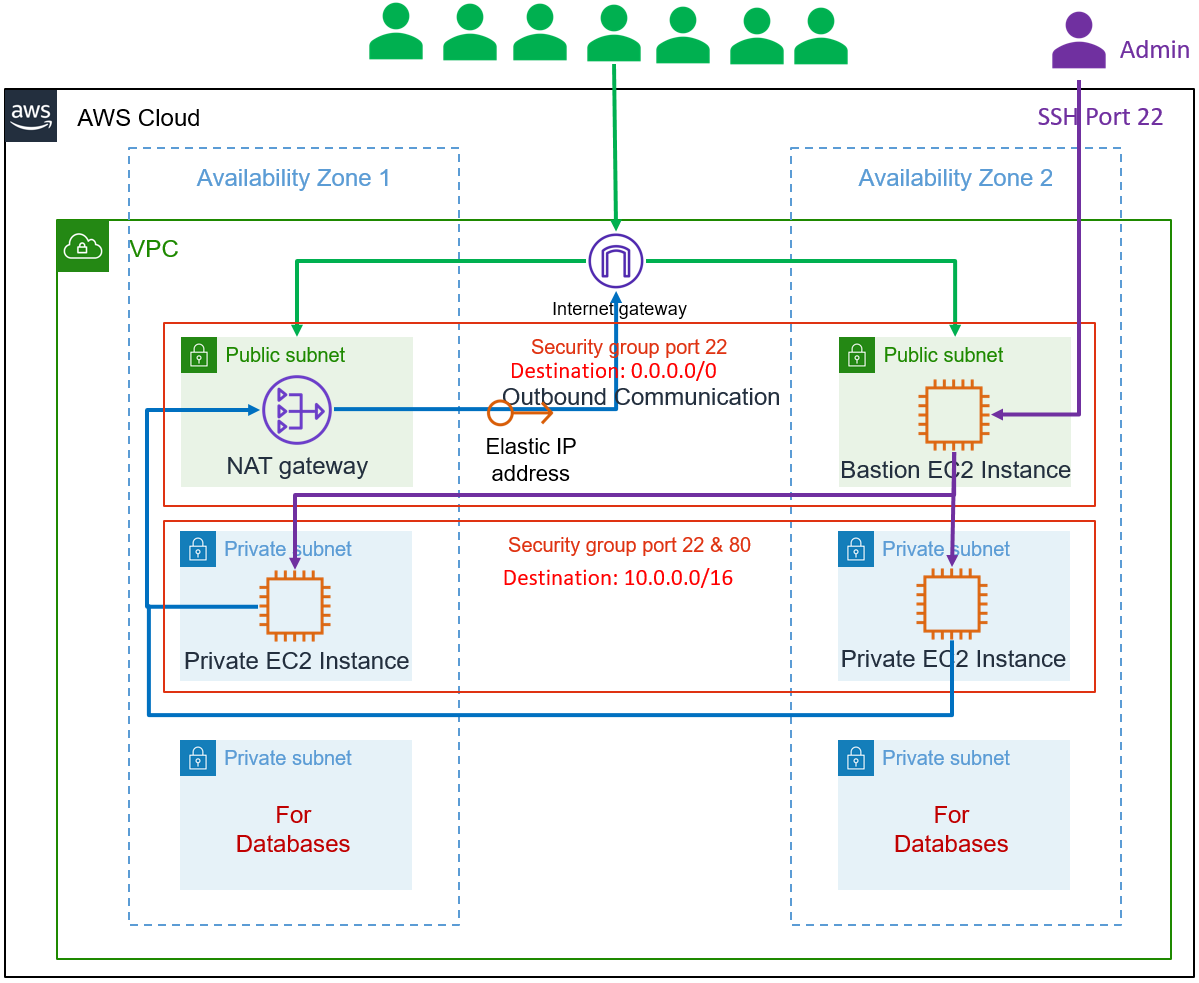 Admin
aws
AWS Cloud
SSH Port 22
Availability Zone 1
Availability Zone 2
VPC
Internet gateway
Public subnet
Security group port 22
Public subnet
Destination: 0.0.0.0/0
Outbound Communication
Elastic IP
address
NAT gateway
Bastion EC2 Instance
Private subnet
Security group port 22 & 80
Private subnet
Destination: 10.0.0.0/16
Private EC2 Instance
Private EC2 Instance
Private subnet
Private subnet
For
Databases
For
Databases